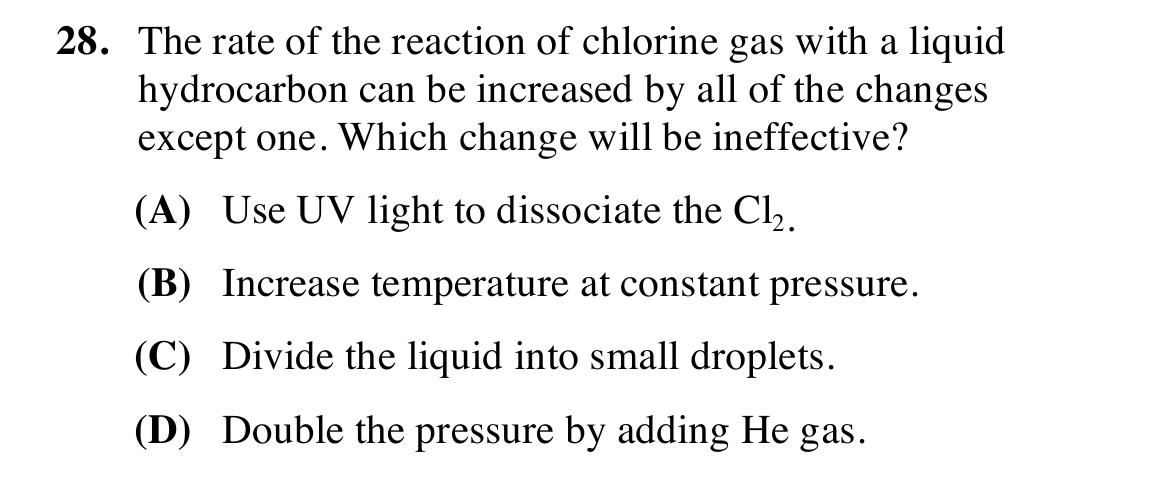 28. The rate of the reaction of chlorine gas with a liquid
hydrocarbon can be increased by all of the changes
except one. Which change will be ineffective?
(A) Use UV light to dissociate the Cl₂.
(B) Increase temperature at constant pressure.
(C) Divide the liquid into small droplets.
(D) Double the pressure by adding He gas.